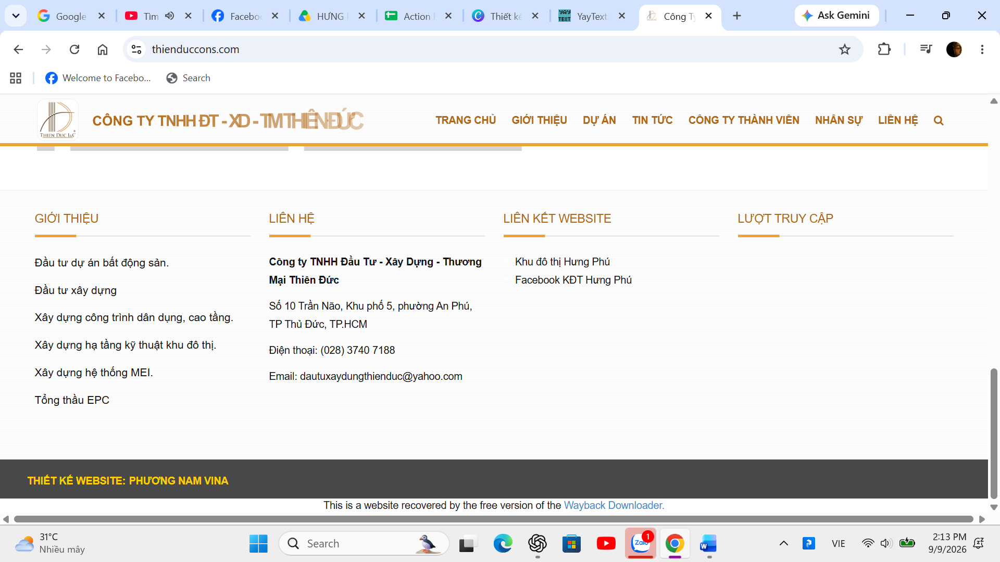 Google
Tìm
Facebo
HƯNG
Action
Thiết kế
YAY TEXT
YayText
Công Ty
Ask Gemini
thienduccons.com
Welcome to Facebo...
Search
THIEN DUC I&C
CÔNG TY TNHH ĐT - XD - TM THIÊN ĐỨC
TRANG CHỦ
GIỚI THIỆU
DỰ ÁN
TIN TỨC
CÔNG TY THÀNH VIÊN
NHÂN SỰ
LIÊN HỆ
GIỚI THIỆU
Đầu tư dự án bất động sản.
Đầu tư xây dựng
Xây dựng công trình dân dụng, cao tầng.
Xây dựng hạ tầng kỹ thuật khu đô thị.
Xây dựng hệ thống MEI.
Tổng thầu EPC
LIÊN HỆ
Công ty TNHH Đầu Tư - Xây Dựng - Thương
Mại Thiên Đức
Số 10 Trần Não, Khu phố 5, phường An Phú,
TP Thủ Đức, TP.HCM
Điện thoại: (028) 3740 7188
Email: dautuxaydungthienduc@yahoo.com
LIÊN KẾT WEBSITE
Khu đô thị Hưng Phú
Facebook KĐT Hưng Phú
LƯỢT TRUY CẬP
THIẾT KẾ WEBSITE: PHƯƠNG NAM VINA
This is a website recovered by the free version of the Wayback Downloader.
31°C
Nhiều mây
Search
Zalo
1
W
VIE
2:13 PM
9/9/2026